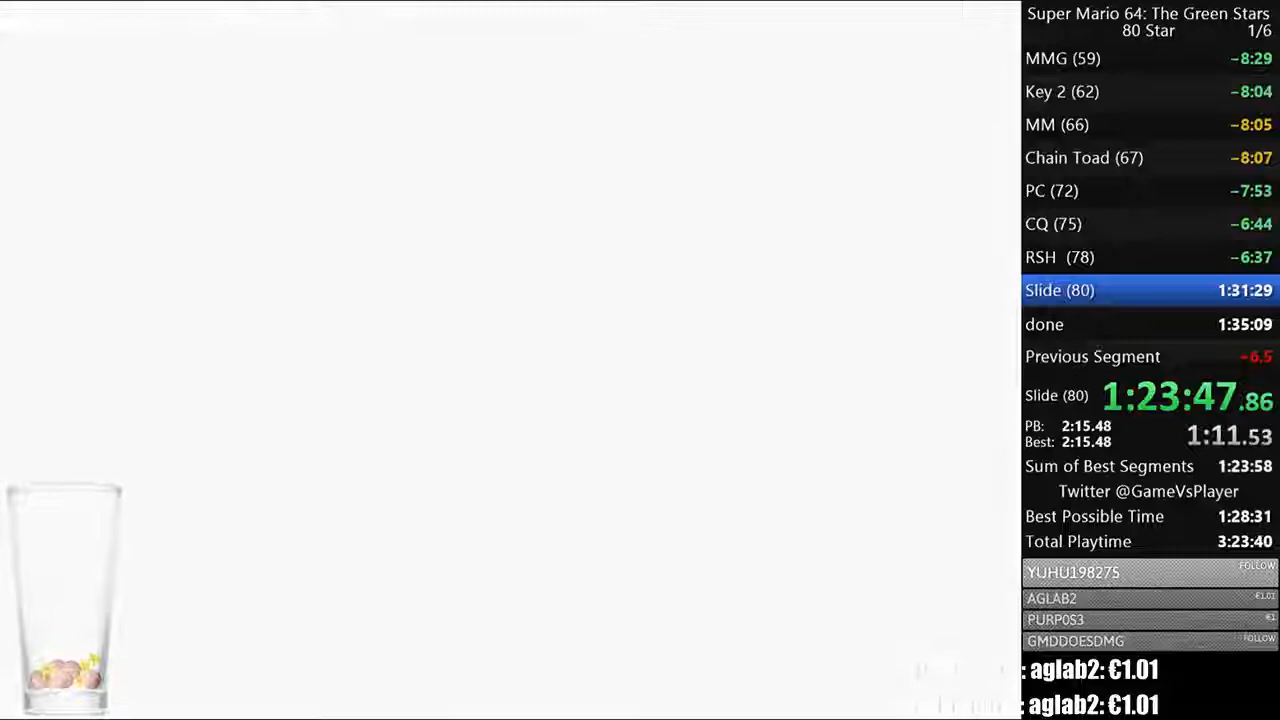 Super Mario 64: The Green Stars
80 Star 1/6
MMG (59) -8:29
Key 2 (62) -8:04
MM (66) -8:05
Chain Toad (67) -8:07
PC (72) -7:53
CQ (75) -6:44
RSH (78) -6:37
Slide (80) 1:31:29
done 1:35:09
Previous Segment -6.5
Slide (80) 1:23:47.86
PB: 2:15.48
Best: 2:15.48 1:11.53
Sum of Best Segments 1:23:58
Twitter @GameVsPlayer
Best Possible Time 1:28:31
Total Playtime 3:23:40
YUHU198275 FOLLOW
AGLAB2 €1.01
PURP0S3 €1
GMDDOESDMG FOLLOW
: aglab2: €1.01
: aglab2: €1.01